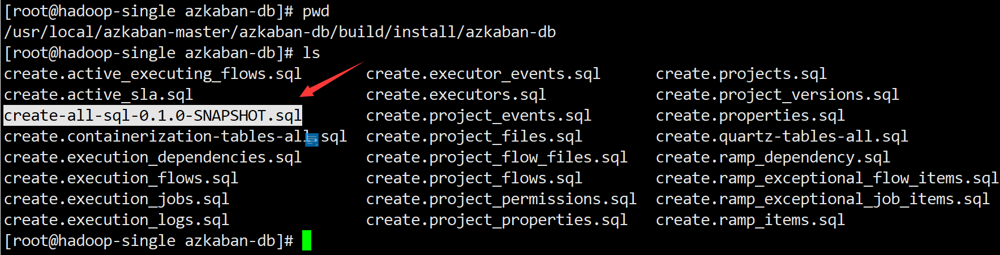 [root@hadoop-single azkaban-db]# pwd
/usr/local/azkaban-master/azkaban-db/build/install/azkaban-db
[root@hadoop-single azkaban-db]# ls
create.active_executing_flows.sql create.executor_events.sql create.projects.sql
create.active_sla.sql create.executors.sql create.project_versions.sql
create-all-sql-0.1.0-SNAPSHOT.sql create.project_events.sql create.properties.sql
create.containerization-tables-all.sql create.project_files.sql create.quartz-tables-all.sql
create.execution_dependencies.sql create.project_flow_files.sql create.ramp_dependency.sql
create.execution_flows.sql create.project_flows.sql create.ramp_exceptional_flow_items.sql
create.execution_jobs.sql create.project_permissions.sql create.ramp_exceptional_job_items.sql
create.execution_logs.sql create.project_properties.sql create.ramp_items.sql
[root@hadoop-single azkaban-db]#